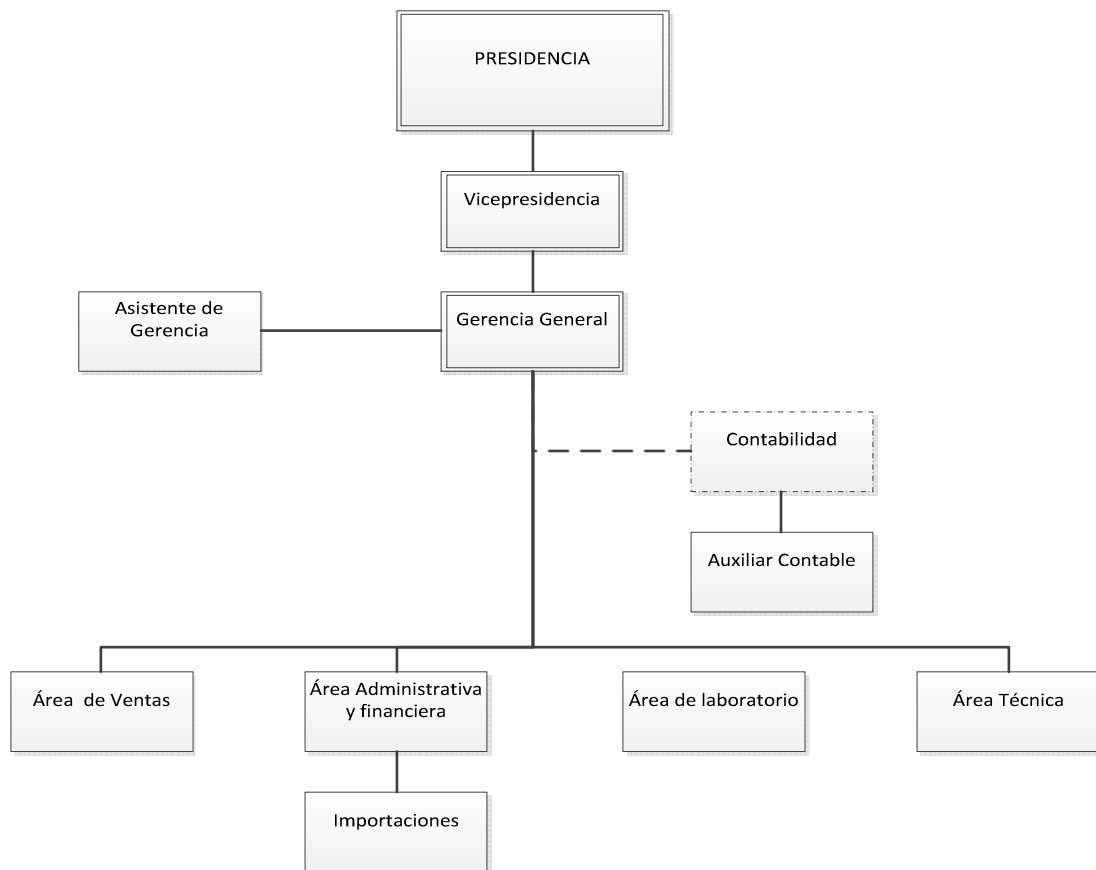 PRESIDENCIA
Vicepresidencia
Asistente de
Gerencia
Gerencia General
Contabilidad
Auxiliar Contable
Área de Ventas
Área Administrativa
y financiera
Área de laboratorio
Área Técnica
Importaciones